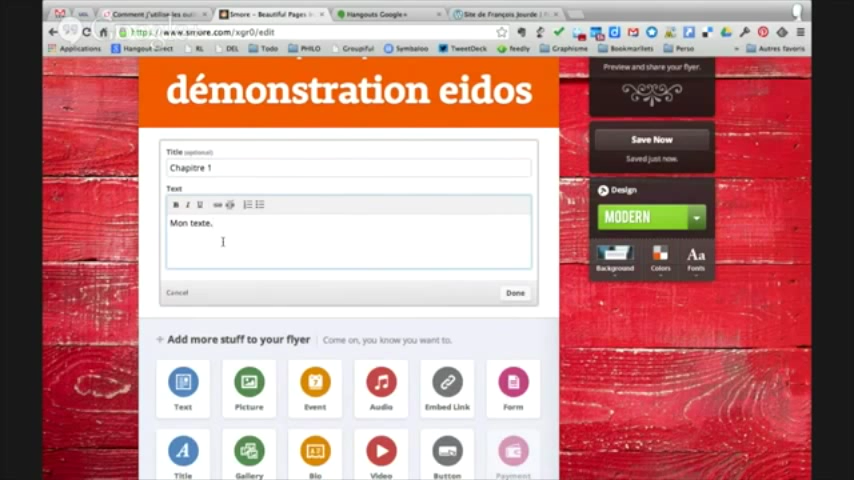 Comment j'utilise les outi
Smore – Beautiful Pages i
Hangouts Google+
Site de François Jourde | H
https://www.smore.com/xgr0/edit
Applications Hangout Direct RL DEL Todo PHILO Groupiful Symbaloo TweetDeck feedly Graphisme Bookmarklets Perso Autres favoris
démonstration eidos
Title (optional)
Chapitre 1
Text
B I U
Mon texte.
Cancel
Done
+ Add more stuff to your flyer
Come on, you know you want to.
Text Picture Event Audio Embed Link Form
Title Gallery Bio Video Button Payment
Preview and share your flyer.
Save Now
Saved just now.
Design
MODERN
Aa
Background Colors Fonts